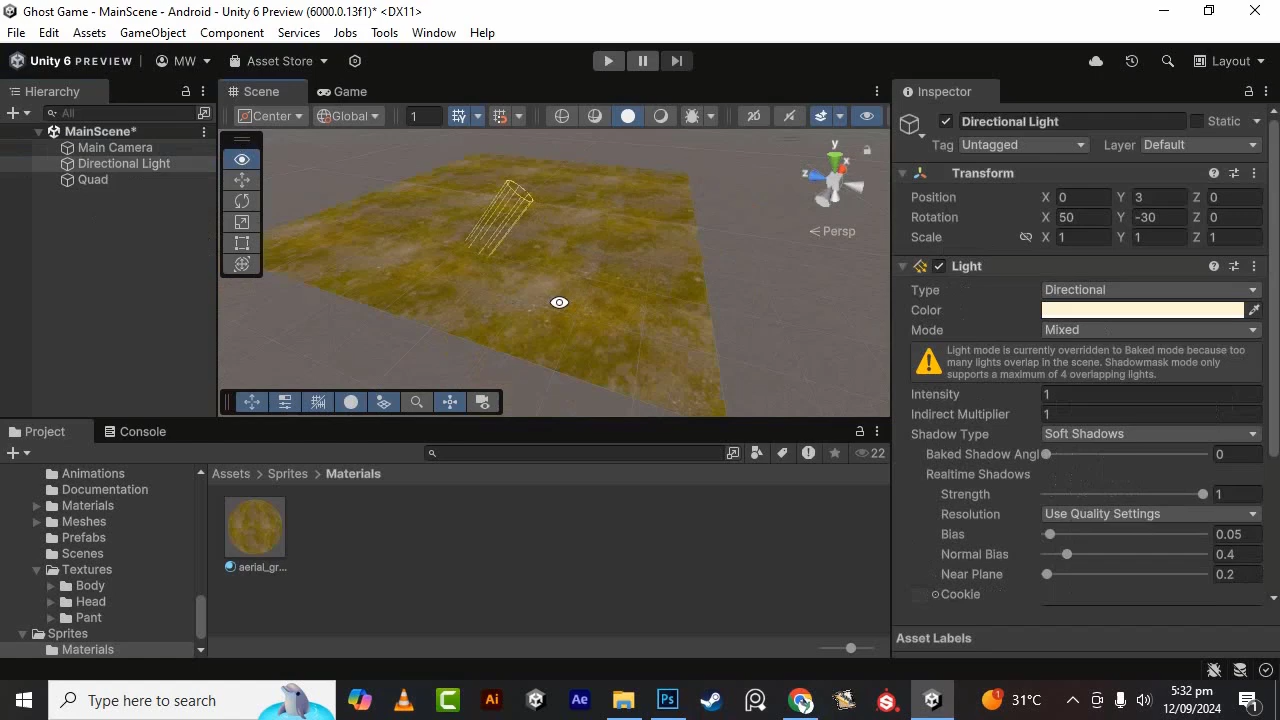 Ghost Game - MainScene - Android - Unity 6 Preview (6000.0.13f1)* <DX11>
File Edit Assets GameObject Component Services Jobs Tools Window Help
Unity 6 PREVIEW MW Asset Store Layout
Hierarchy
All
MainScene*
Main Camera
Directional Light
Quad
Scene Game
Center Global 1 2D
y
x
z
Persp
Inspector
Directional Light Static
Tag Untagged Layer Default
Transform
Position X 0 Y 3 Z 0
Rotation X 50 Y -30 Z 0
Scale X 1 Y 1 Z 1
Light
Type Directional
Color
Mode Mixed
Light mode is currently overridden to Baked mode because too
many lights overlap in the scene. Shadowmask mode only
supports a maximum of 4 overlapping lights.
Intensity 1
Indirect Multiplier 1
Shadow Type Soft Shadows
Baked Shadow Angl 0
Realtime Shadows
Strength 1
Resolution Use Quality Settings
Bias 0.05
Normal Bias 0.4
Near Plane 0.2
Cookie
Asset Labels
Project Console
22
Animations
Documentation
Materials
Meshes
Prefabs
Scenes
Textures
Body
Head
Pant
Sprites
Materials
Assets > Sprites > Materials
aerial_gr...
Type here to search
Ai Ae Ps
1 31°C
5:32 pm
12/09/2024
1